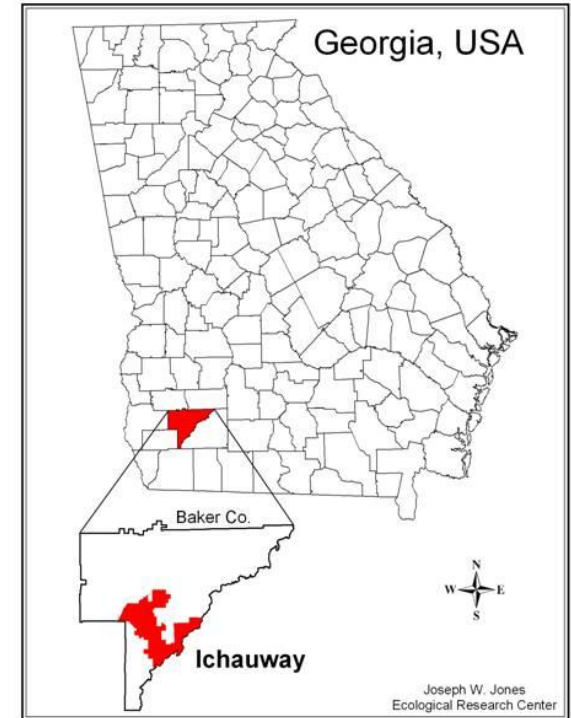 Georgia, USA
Baker Co.
Ichauway
N
W E
S
Joseph W. Jones
Ecological Research Center